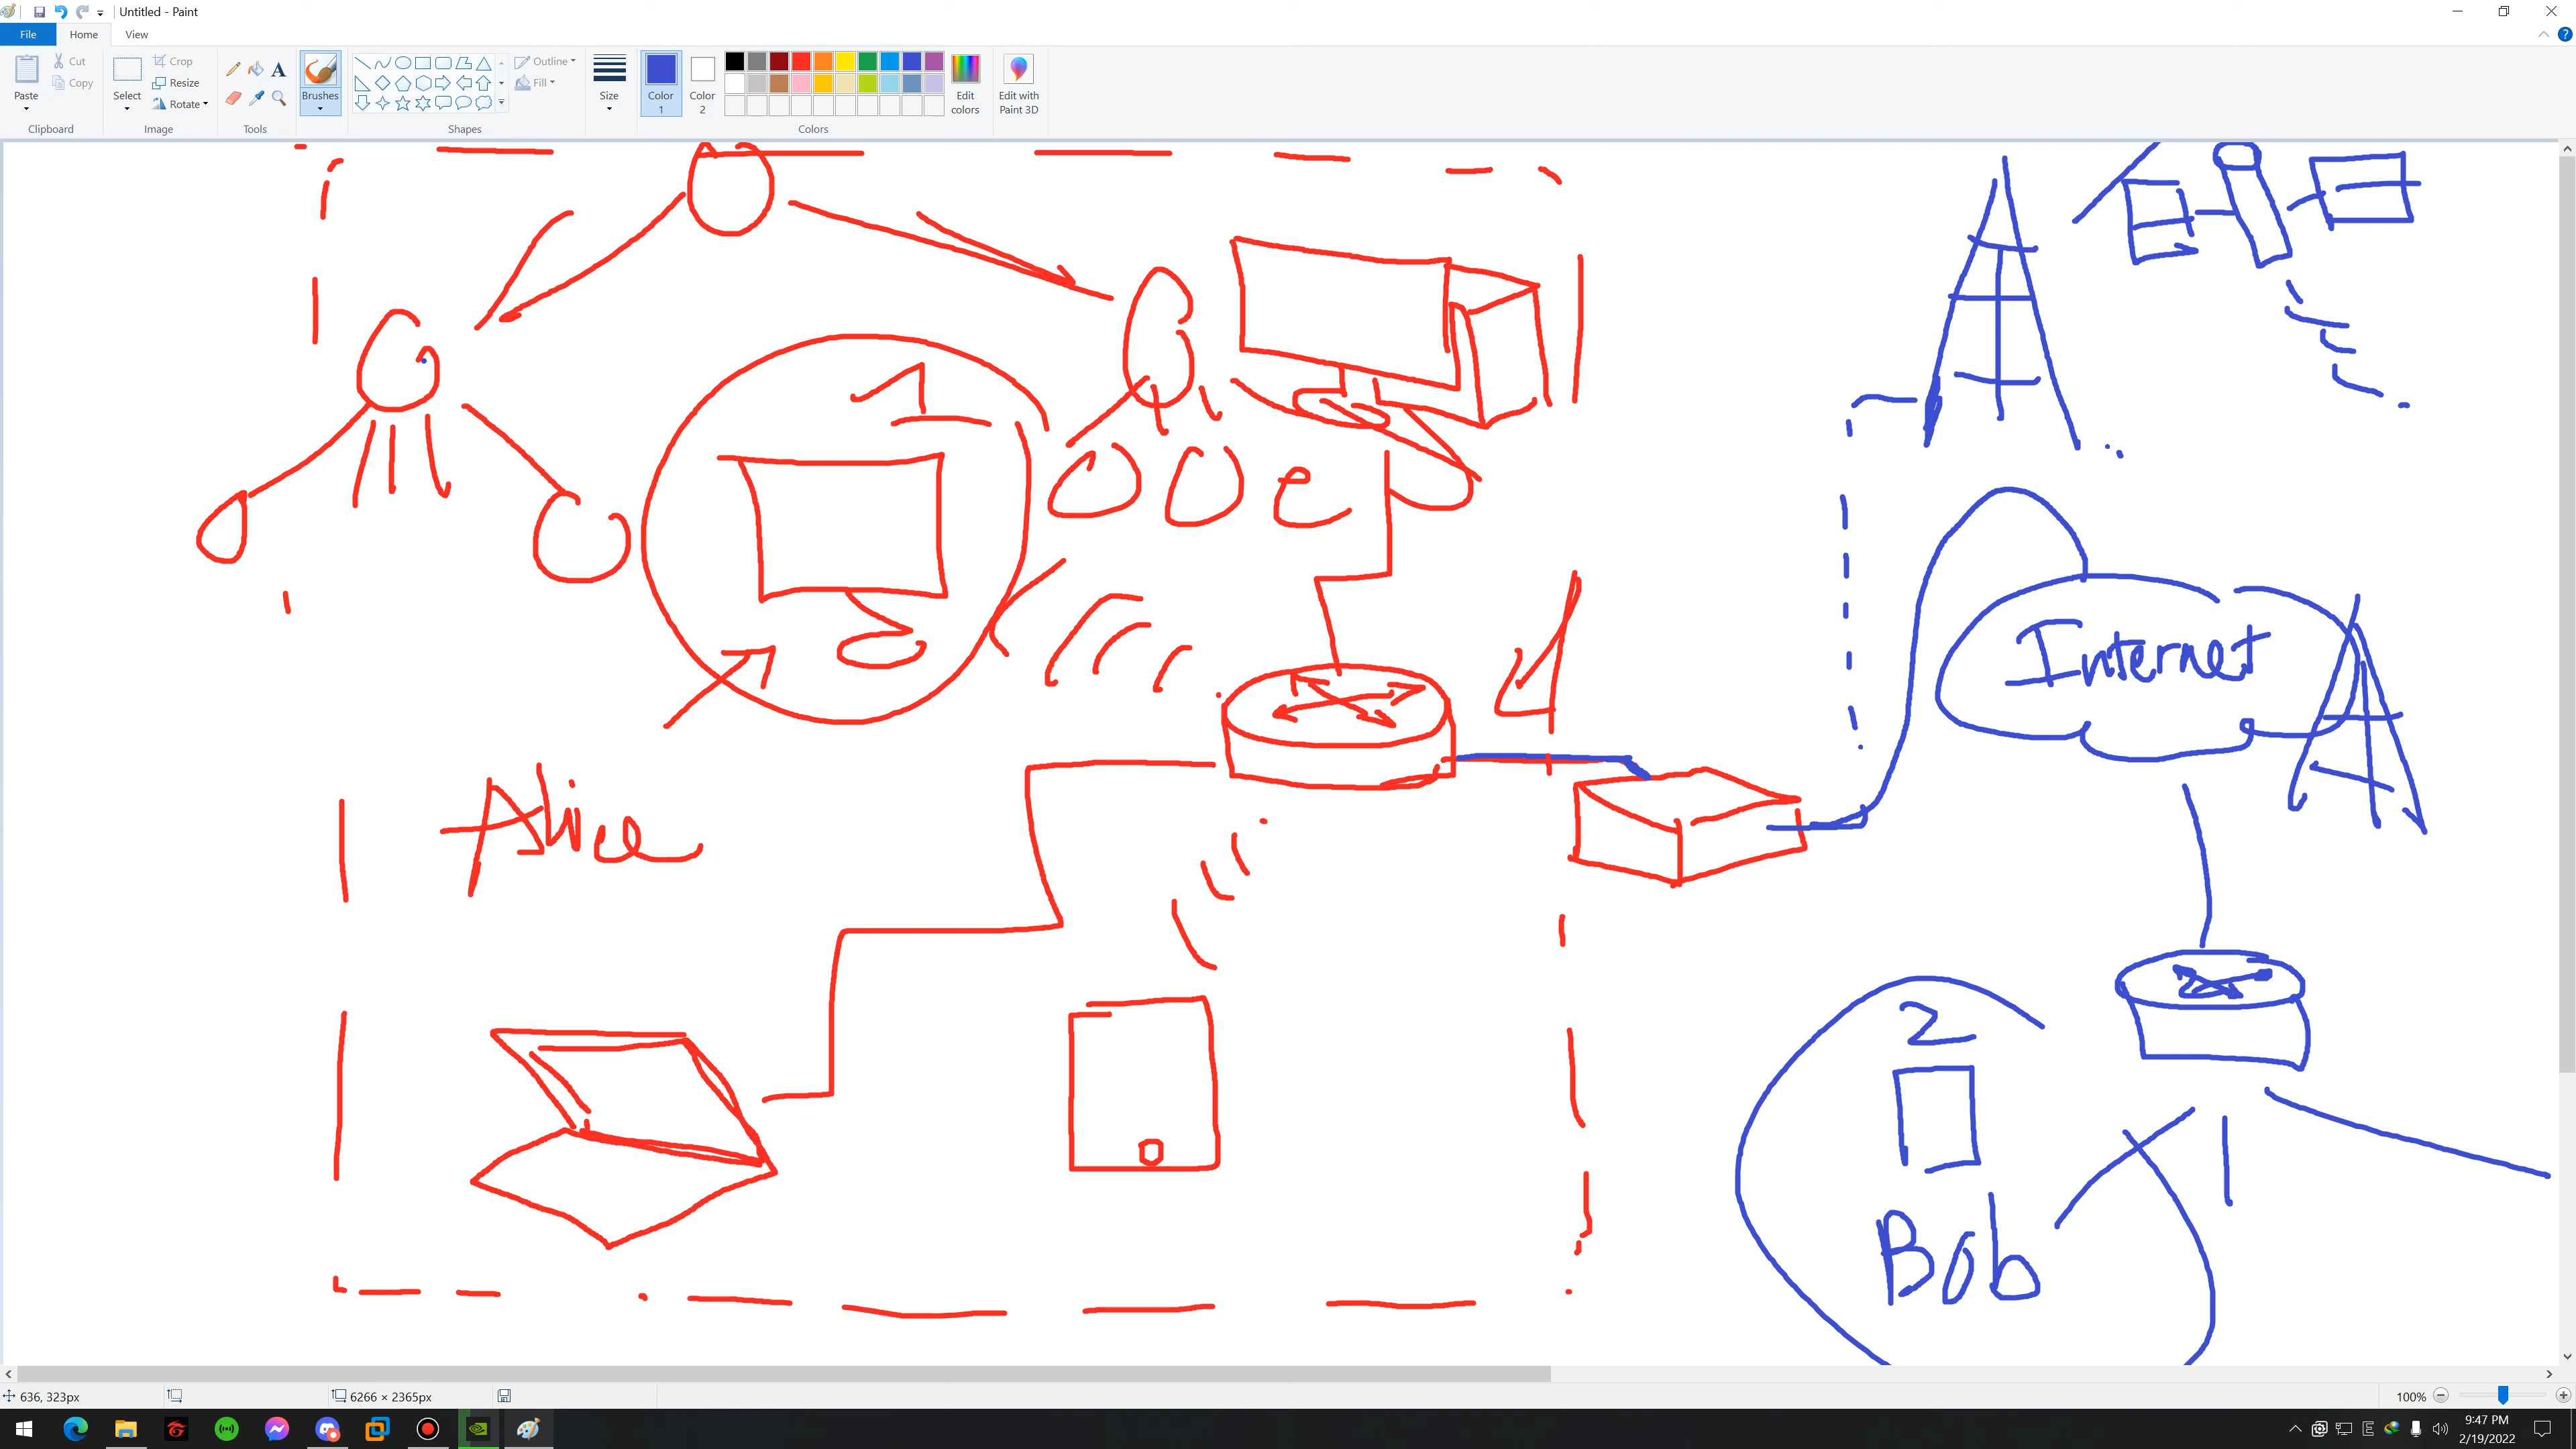 Untitled - Paint
File Home View
Paste
Cut
Copy
Clipboard
Select
Crop
Resize
Rotate
Image
A
Tools
Brushes
Shapes
Outline
Fill
Size
Color 1
Color 2
Edit colors
Colors
Edit with Paint 3D
1
Internet
Alice
2
Bob
636, 323px
6266 × 2365px
100%
9:47 PM
2/19/2022